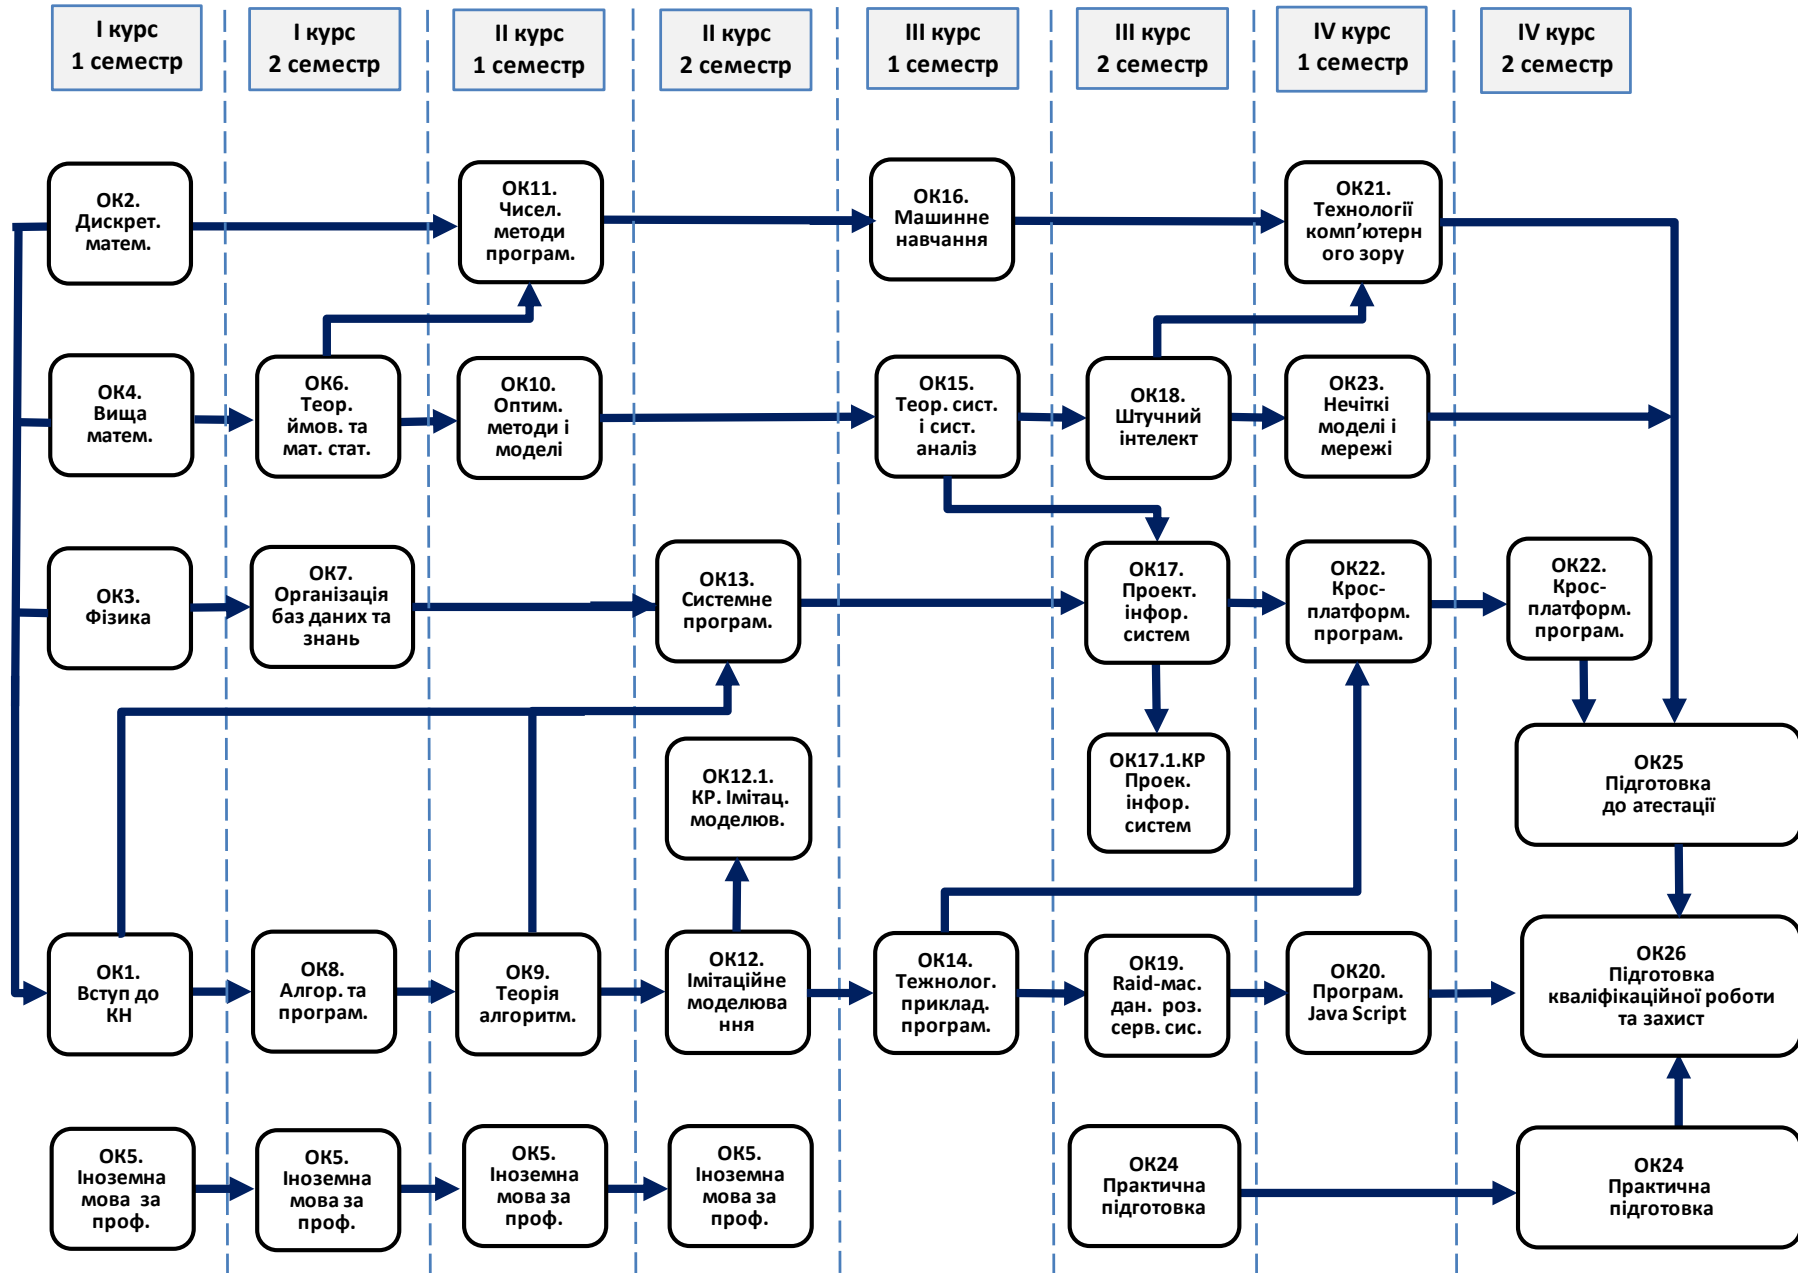 І курс
1 семестр
І курс
2 семестр
ІІ курс
1 семестр
ІІ курс
2 семестр
ІІІ курс
1 семестр
ІІІ курс
2 семестр
ІV курс
1 семестр
ІV курс
2 семестр
ОК2.
Дискрет.
матем.
ОК11.
Чисел.
методи
програм.
ОК16.
Машинне
навчання
ОК21.
Технології
комп’ютерн
ого зору
ОК4.
Вища
матем.
ОК6.
Теор.
ймов. та
мат. стат.
ОК10.
Оптим.
методи і
моделі
ОК15.
Теор. сист.
і сист.
аналіз
ОК18.
Штучний
інтелект
ОК23.
Нечіткі
моделі і
мережі
ОК3.
Фізика
ОК7.
Організація
баз даних та
знань
ОК13.
Системне
програм.
ОК17.
Проект.
інфор.
систем
ОК22.
Крос-
платформ.
програм.
ОК22.
Крос-
платформ.
програм.
ОК12.1.
КР. Імітац.
моделюв.
ОК17.1.КР
Проек.
інфор.
систем
ОК25
Підготовка
до атестації
ОК1.
Вступ до
КН
ОК8.
Алгор. та
програм.
ОК9.
Теорія
алгоритм.
ОК12.
Імітаційне
моделюва
ння
ОК14.
Тежнолог.
приклад.
програм.
ОК19.
Raid-мас.
дан. роз.
серв. сис.
ОК20.
Програм.
Java Script
ОК26
Підготовка
кваліфікаційної роботи
та захист
ОК5.
Іноземна
мова за
проф.
ОК5.
Іноземна
мова за
проф.
ОК5.
Іноземна
мова за
проф.
ОК5.
Іноземна
мова за
проф.
ОК24
Практична
підготовка
ОК24
Практична
підготовка